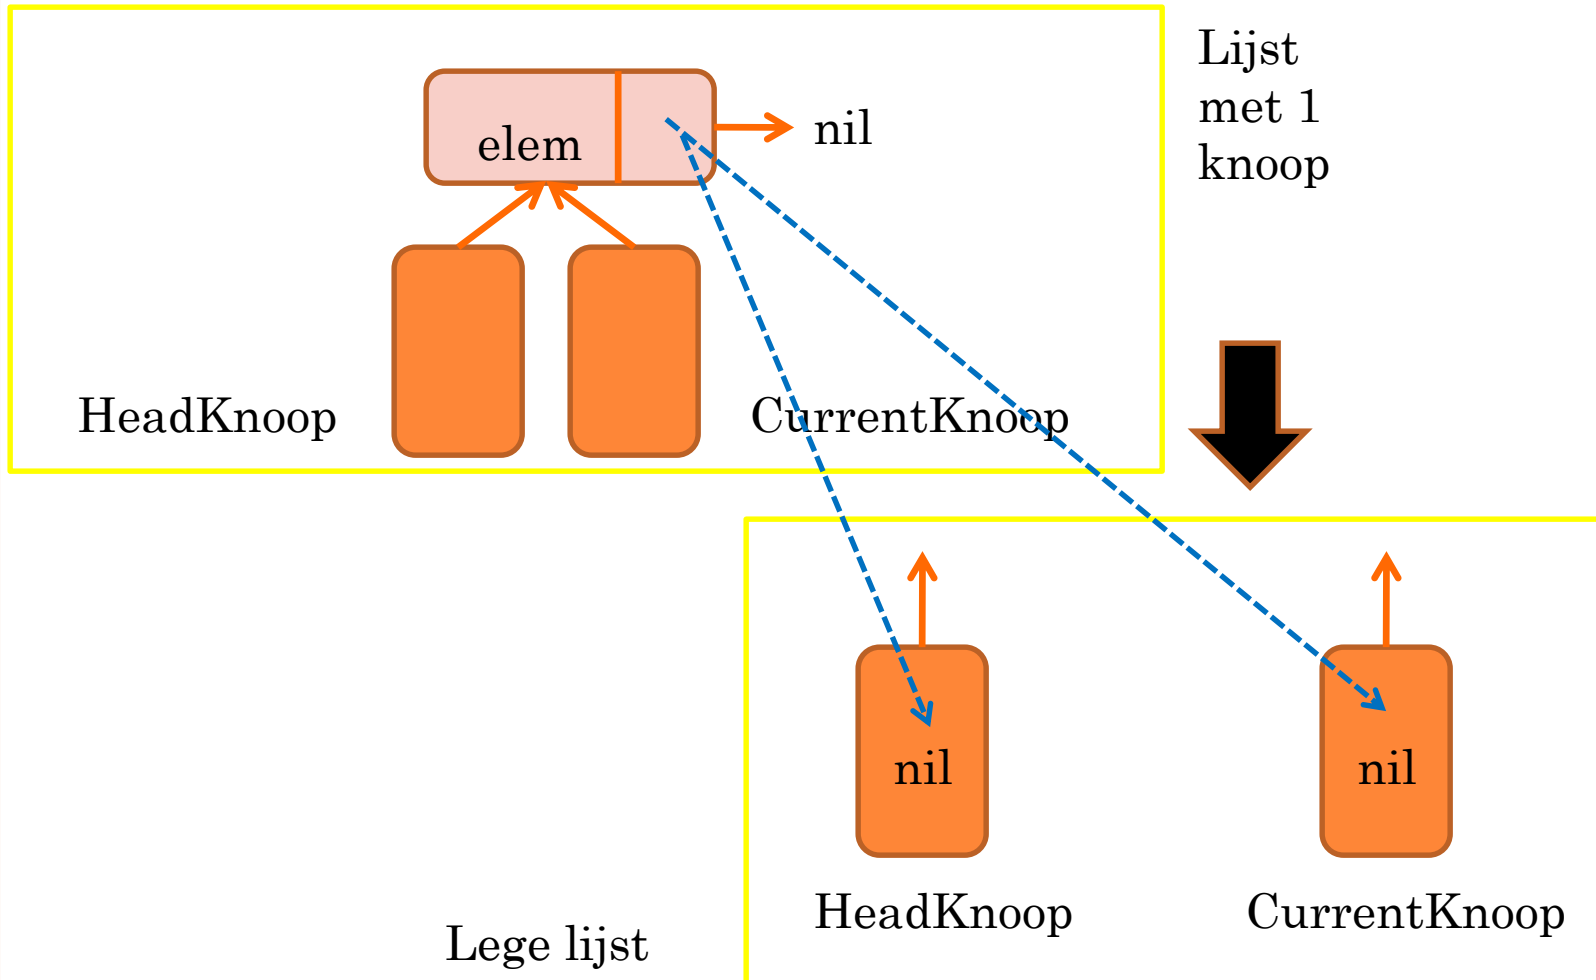 Lijst
met 1
knoop
elem
nil
HeadKnoop
CurrentKnoop
nil
nil
HeadKnoop
CurrentKnoop
Lege lijst